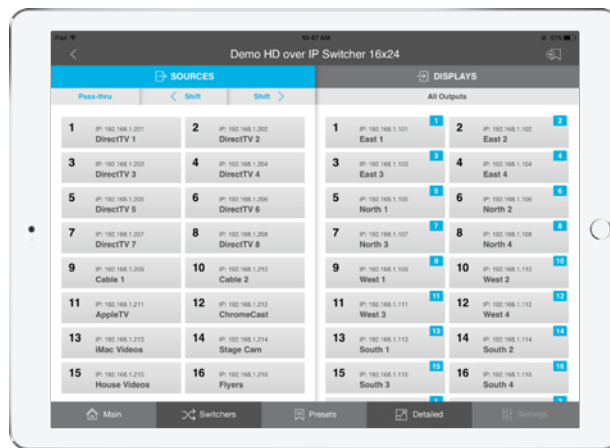 iPad
10:47 AM
51%
Demo HD over IP Switcher 16x24
SOURCES
DISPLAYS
Pass-thru
Shift
Shift
All Outputs
1 IP: 192.168.1.201
DirectTV 1
2 IP: 192.168.1.202
DirectTV 2
3 IP: 192.168.1.203
DirectTV 3
4 IP: 192.168.1.204
DirectTV 4
5 IP: 192.168.1.205
DirectTV 5
6 IP: 192.168.1.206
DirectTV 6
7 IP: 192.168.1.207
DirectTV 7
8 IP: 192.168.1.208
DirectTV 8
9 IP: 192.168.1.209
Cable 1
10 IP: 192.168.1.210
Cable 2
11 IP: 192.168.1.211
AppleTV
12 IP: 192.168.1.212
ChromeCast
13 IP: 192.168.1.213
iMac Videos
14 IP: 192.168.1.214
Stage Cam
15 IP: 192.168.1.215
House Videos
16 IP: 192.168.1.216
Flyers
1 IP: 192.168.1.101 1
East 1
2 IP: 192.168.1.102 2
East 2
3 IP: 192.168.1.103 3
East 3
4 IP: 192.168.1.104 4
East 4
5 IP: 192.168.1.105 5
North 1
6 IP: 192.168.1.106 6
North 2
7 IP: 192.168.1.107 7
North 3
8 IP: 192.168.1.108 8
North 4
9 IP: 192.168.1.109 9
West 1
10 IP: 192.168.1.110 10
West 2
11 IP: 192.168.1.111 11
West 3
12 IP: 192.168.1.112 12
West 4
13 IP: 192.168.1.113 13
South 1
14 IP: 192.168.1.114 14
South 2
15 IP: 192.168.1.115 15
South 3
16 IP: 192.168.1.116 16
South 4
Main
Switchers
Presets
Detailed
Settings